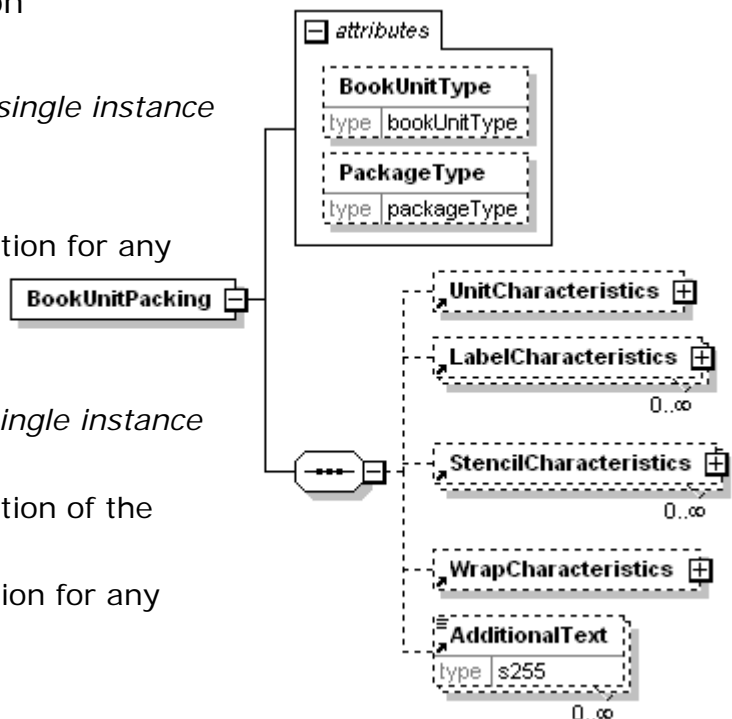 on
single instance
tion for any
ingle instance
tion of the
ion for any
attributes
BookUnitType
type bookUnitType
PackageType
type packageType
BookUnitPacking
UnitCharacteristics
LabelCharacteristics
0..∞
StencilCharacteristics
0..∞
WrapCharacteristics
AdditionalText
type s255
0..∞